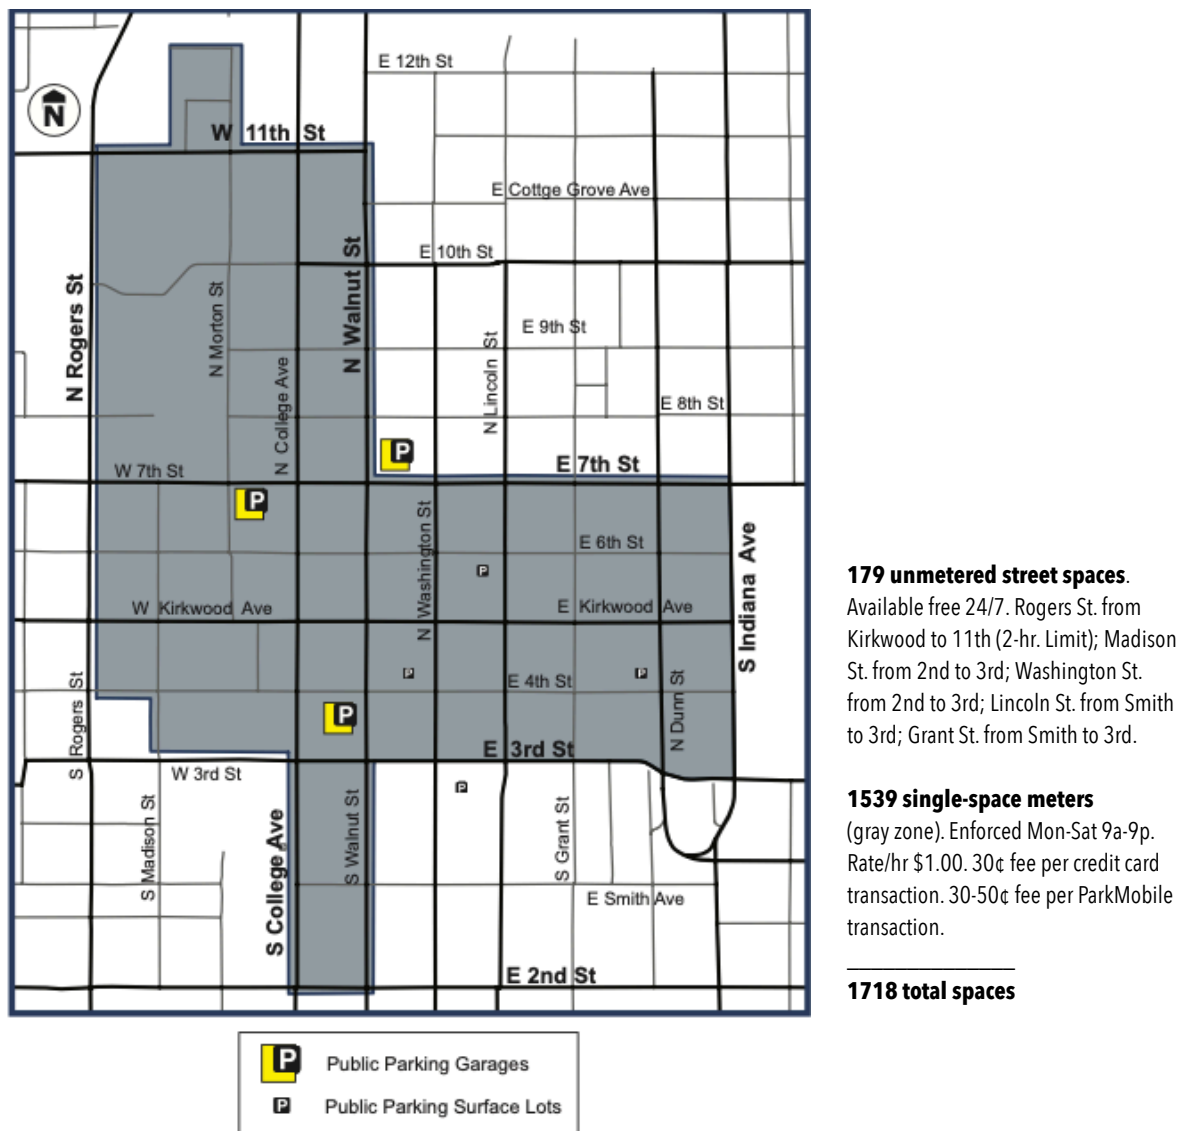 E 12th St
N
W 11th St
E Cottge Grove Ave
N Walnut St
E 10th St
N Rogers St
N Morton St
N Lincoln St
E 9th St
N College Ave
E 8th St
P
E 7th St
W 7th St
P
N Washington St
E 6th St
S Indiana Ave
P
W Kirkwood Ave
E Kirkwood Ave
P
P
E 4th St
S Rogers St
N Dunn St
P
E 3rd St
W 3rd St
P
S Madison St
S College Ave
S Walnut St
S Grant St
E Smith Ave
E 2nd St
P Public Parking Garages
P Public Parking Surface Lots
179 unmetered street spaces.
Available free 24/7. Rogers St. from
Kirkwood to 11th (2-hr. Limit); Madison
St. from 2nd to 3rd; Washington St.
from 2nd to 3rd; Lincoln St. from Smith
to 3rd; Grant St. from Smith to 3rd.
1539 single-space meters
(gray zone). Enforced Mon-Sat 9a-9p.
Rate/hr $1.00. 30¢ fee per credit card
transaction. 30-50¢ fee per ParkMobile
transaction.
1718 total spaces